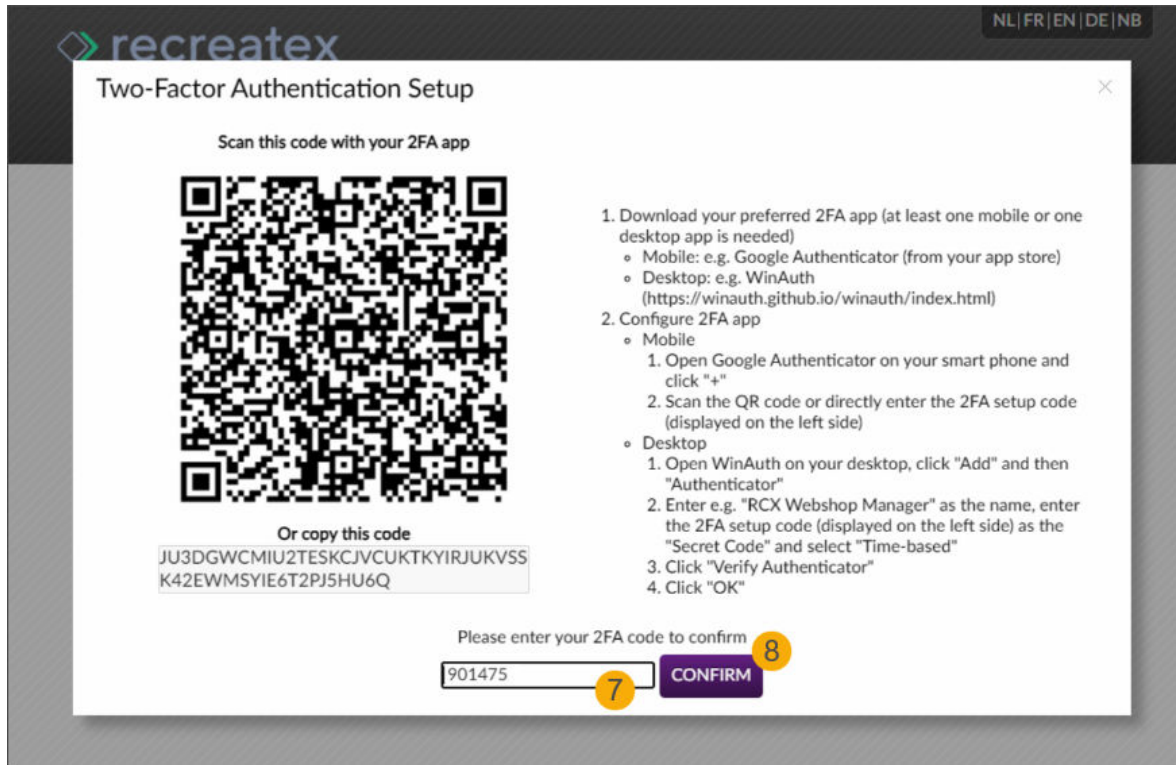 NL|FR|EN|DE|NB
recreatex
Two-Factor Authentication Setup
Scan this code with your 2FA app
Or copy this code
JU3DGWCMIU2TESKCJVCUKTKYIRJUKVSS
K42EWMSYIE6T2PJ5HU6Q
1. Download your preferred 2FA app (at least one mobile or one
desktop app is needed)
Mobile: e.g. Google Authenticator (from your app store)
Desktop: e.g. WinAuth
(https://winauth.github.io/winauth/index.html)
2. Configure 2FA app
Mobile
1. Open Google Authenticator on your smart phone and
click "+"
2. Scan the QR code or directly enter the 2FA setup code
(displayed on the left side)
Desktop
1. Open WinAuth on your desktop, click "Add" and then
"Authenticator"
2. Enter e.g. "RCX Webshop Manager" as the name, enter
the 2FA setup code (displayed on the left side) as the
"Secret Code" and select "Time-based"
3. Click "Verify Authenticator"
4. Click "OK"
Please enter your 2FA code to confirm
901475
7
CONFIRM
8